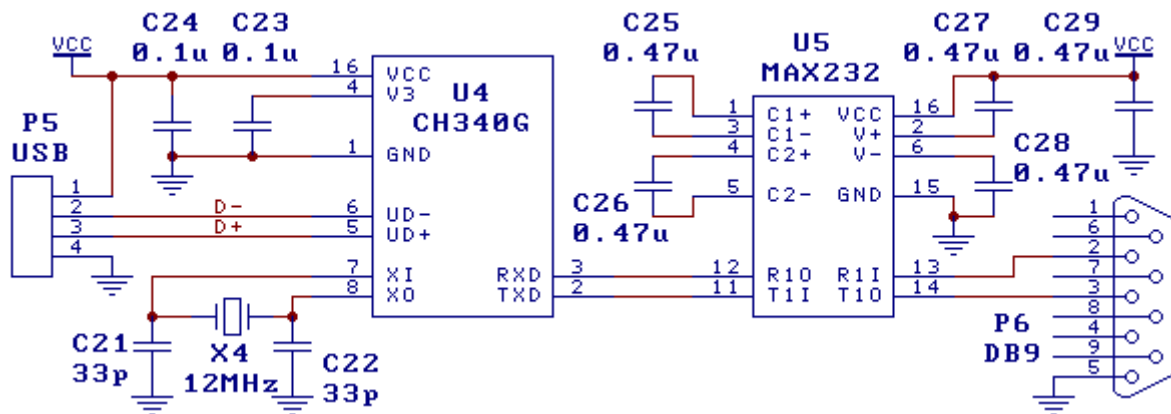 C24 C23 C25 U5 C27 C29
VCC 0.1u 0.1u 0.47u MAX232 0.47u 0.47u VCC
16 VCC U4
4 V3 CH340G
1 C1+ VCC 16
3 C1- V+ 2
P5
USB
1 GND
4 C2+ V- 6
C28
0.47u
5 C2- GND 15
C26
0.47u
1
2 D- 6 UD-
3 D+ 5 UD+
4
7 XI RXD 3 12 R1O R1I 13
8 XO TXD 2 11 T1I T1O 14
1
6
2
7
3
8
4
9
5
P6
DB9
C21 X4 C22
33p 12MHz 33p